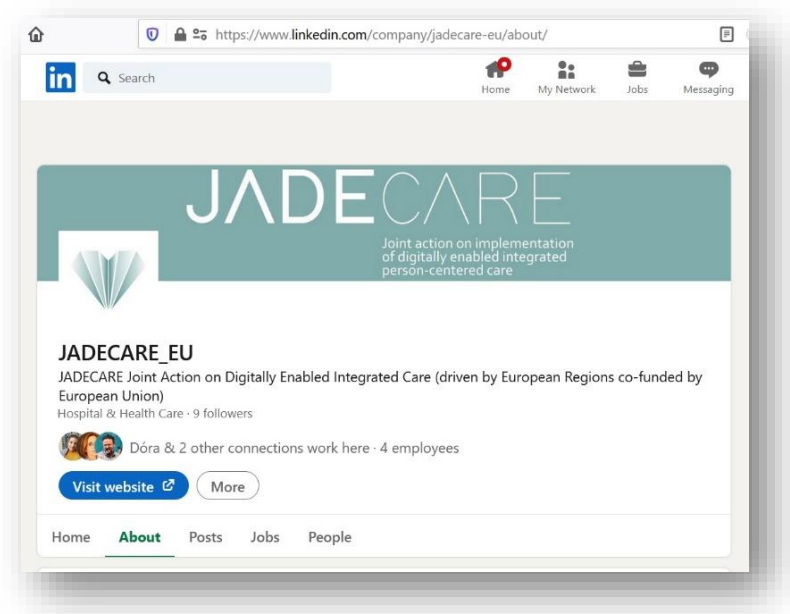 https://www.linkedin.com/company/jadecare-eu/about/
in Search Home My Network Jobs Messaging
JADECARE
Joint action on implementation
of digitally enabled integrated
person-centered care
JADECARE_EU
JADECARE Joint Action on Digitally Enabled Integrated Care (driven by European Regions co-funded by
European Union)
Hospital & Health Care · 9 followers
Dóra & 2 other connections work here · 4 employees
Visit website More
Home About Posts Jobs People